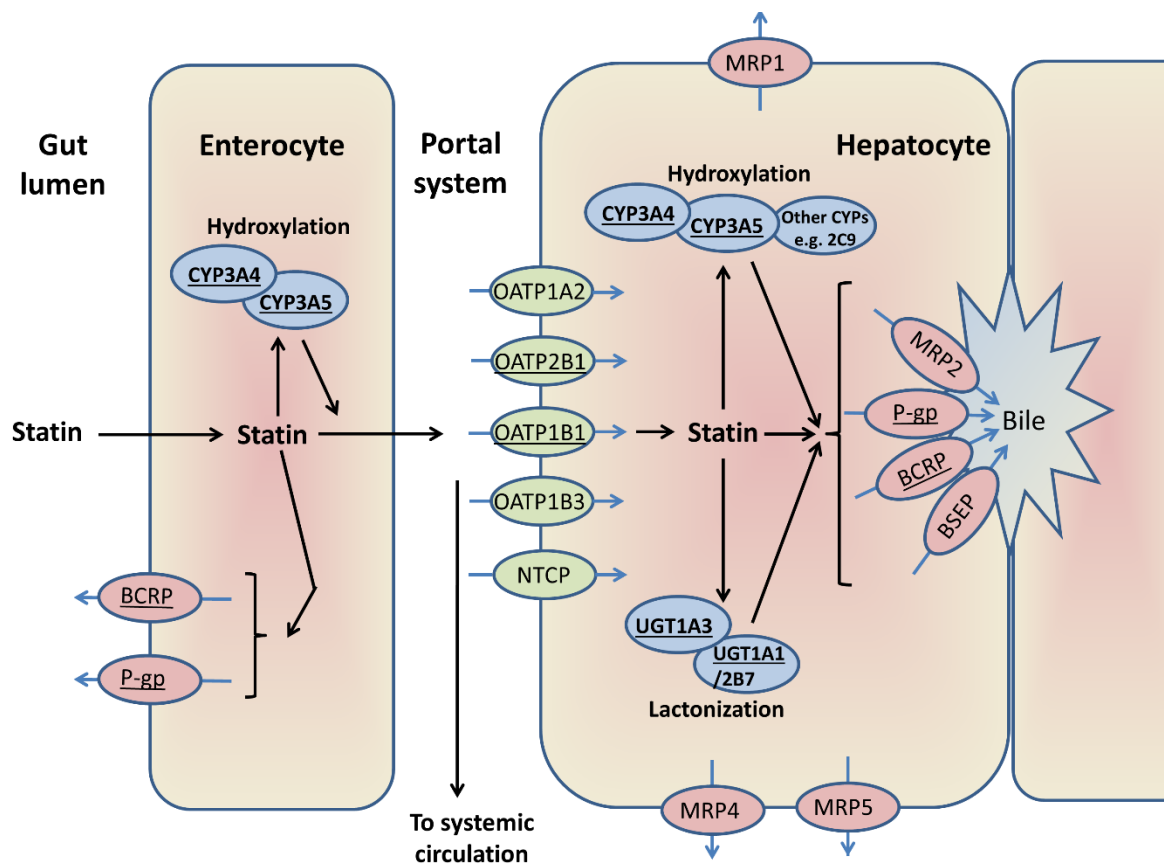 MRP1
Gut
lumen
Enterocyte
Portal
system
Hepatocyte
Hydroxylation
CYP3A4
CYP3A5
Hydroxylation
CYP3A4
CYP3A5
Other CYPs
e.g. 2C9
OATP1A2
OATP2B1
OATP1B1
OATP1B3
NTCP
Statin
Statin
Statin
MRP2
P-gp
BCRP
BSEP
Bile
BCRP
P-gp
UGT1A3
UGT1A1
/2B7
Lactonization
MRP4
MRP5
To systemic
circulation